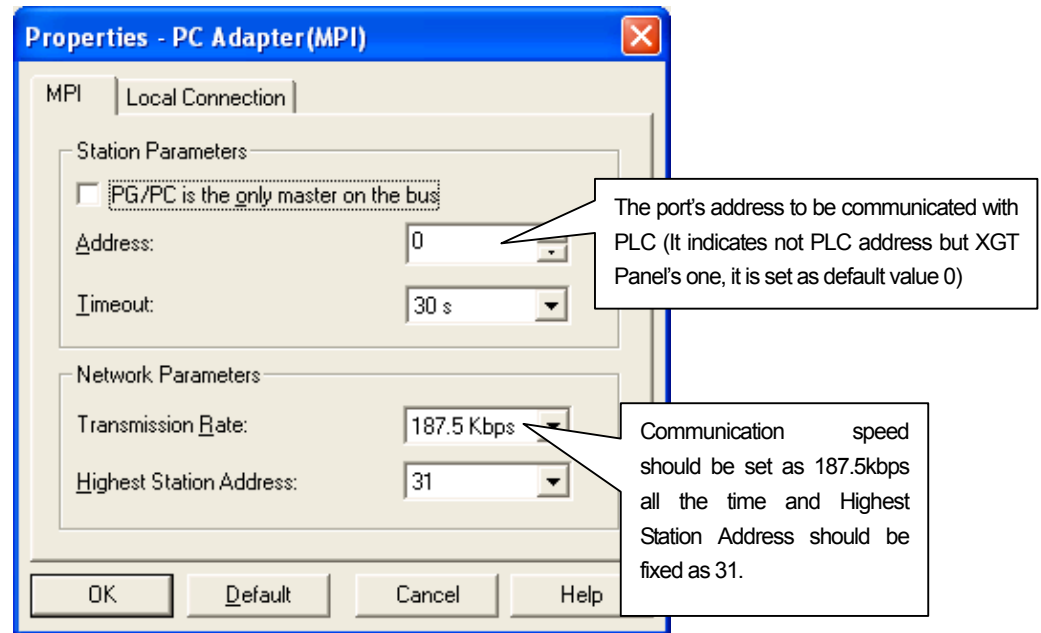 Properties - PC Adapter(MPI)
MPI
Local Connection
Station Parameters
PG/PC is the only master on the bus
Address:
0
The port's address to be communicated with
PLC (It indicates not PLC address but XGT
Panel's one, it is set as default value 0)
Timeout:
30 s
Network Parameters
Transmission Rate:
187.5 Kbps
Highest Station Address:
31
Communication speed
should be set as 187.5kbps
all the time and Highest
Station Address should be
fixed as 31.
OK
Default
Cancel
Help